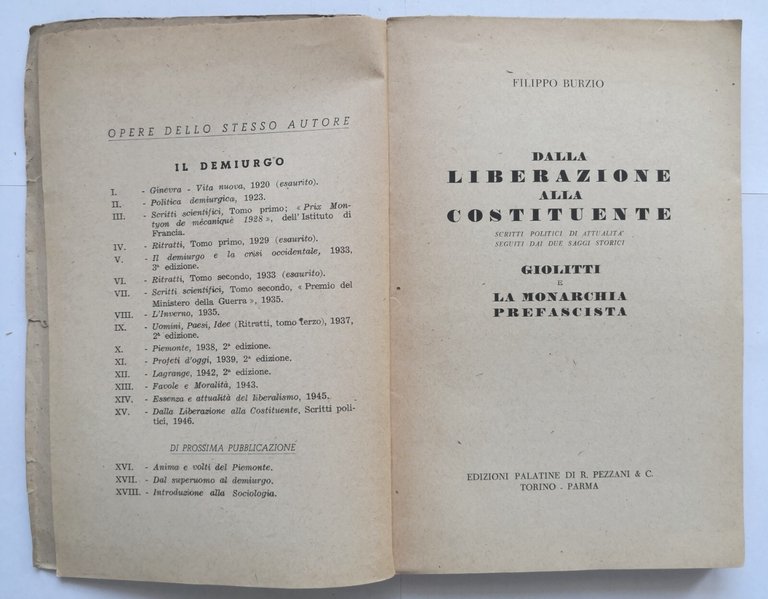 OPERE DELLO STESSO AUTORE
IL DEMIURGO
I. - Ginevra - Vita nuova, 1920 (esaurito).
II. - Politica demiurgica, 1923.
III. - Scritti scientifici, Tomo primo; « Prix Mon-
tyon de mécanique 1928 », dell'Istituto di
Francia.
IV. - Ritratti, Tomo primo, 1929 (esaurito).
V. - Il demiurgo e la crisi occidentale, 1933,
3ª edizione.
VI. - Ritratti, Tomo secondo, 1933 (esaurito).
VII. - Scritti scientifici, Tomo secondo, « Premio del
Ministero della Guerra », 1935.
VIII. - L'Inverno, 1935.
IX. - Uomini, Paesi, Idee (Ritratti, tomo terzo), 1937,
2ª edizione.
X. - Piemonte, 1938, 2ª edizione.
XI. - Profeti d'oggi, 1939, 2ª edizione.
XII. - Lagrange, 1942, 2ª edizione.
XIII. - Favole e Moralità, 1943.
XIV. - Essenza e attualità del liberalismo, 1945.
XV. - Dalla Liberazione alla Costituente, Scritti poli-
tici, 1946.
DI PROSSIMA PUBBLICAZIONE
XVI. - Anima e volti del Piemonte.
XVII. - Dal superuomo al demiurgo.
XVIII. - Introduzione alla Sociologia.
FILIPPO BURZIO
DALLA
LIBERAZIONE
ALLA
COSTITUENTE
SCRITTI POLITICI DI ATTUALITA'
SEGUITI DAI DUE SAGGI STORICI
GIOLITTI
E
LA MONARCHIA
PREFASCISTA
EDIZIONI PALATINE DI R. PEZZANI & C.
TORINO - PARMA